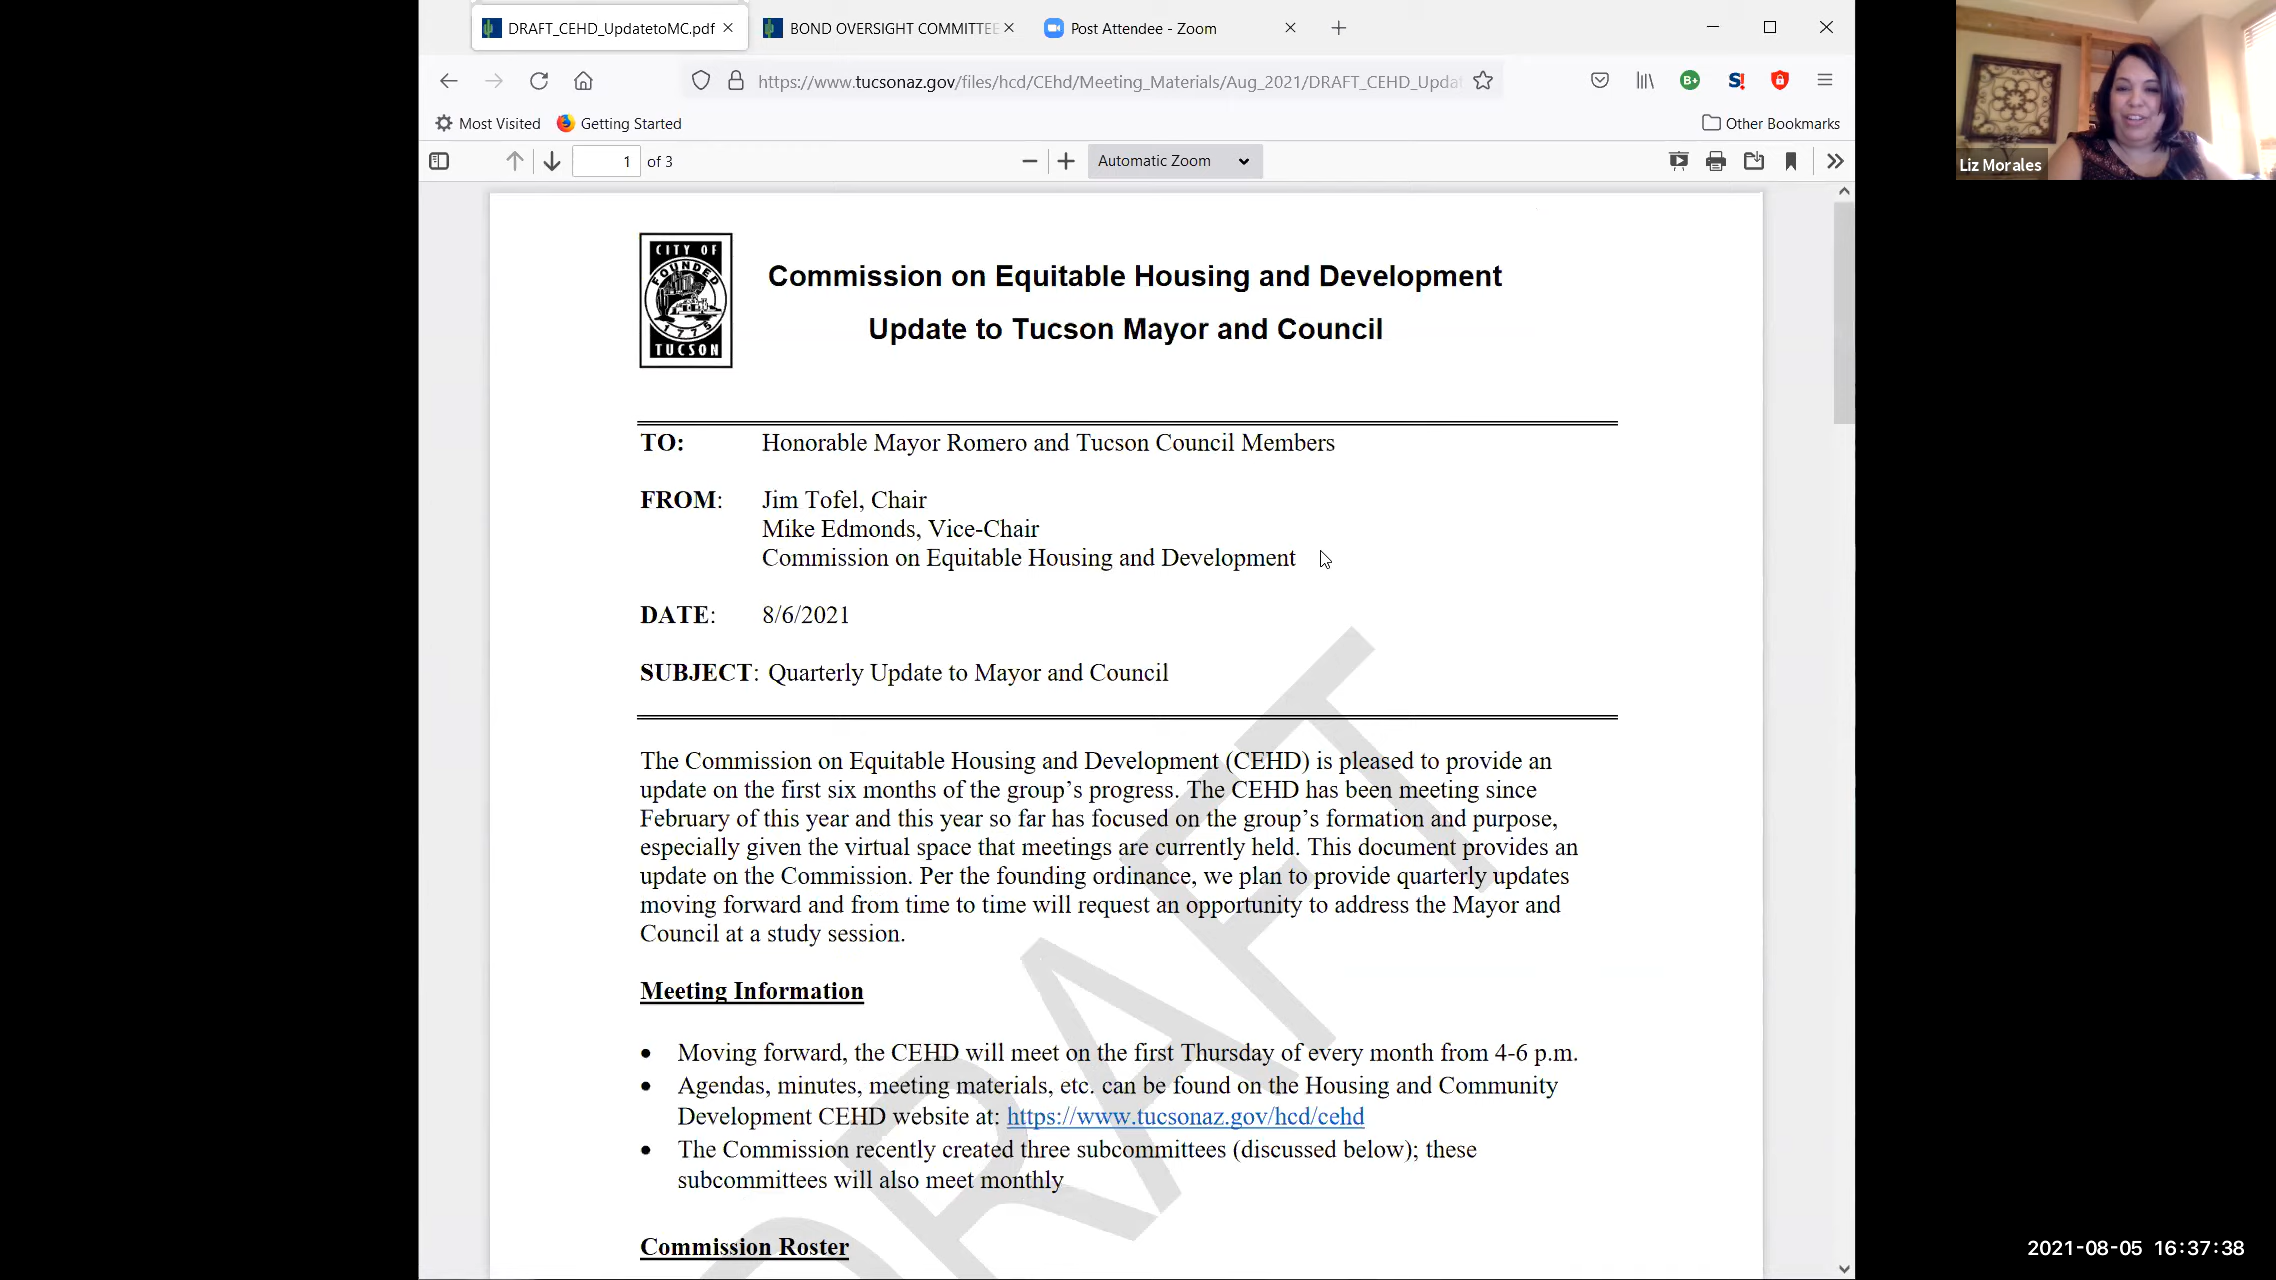 DRAFT_CEHD_UpdatetoMC.pdf
BOND OVERSIGHT COMMITTEE
Post Attendee - Zoom
https://www.tucsonaz.gov/files/hcd/CEhd/Meeting_Materials/Aug_2021/DRAFT_CEHD_Updat
B+
S!
Most Visited
Getting Started
Other Bookmarks
1 of 3
Automatic Zoom
Liz Morales
CITY OF
FOUNDED
1775
TUCSON
Commission on Equitable Housing and Development
Update to Tucson Mayor and Council
TO: Honorable Mayor Romero and Tucson Council Members
FROM: Jim Tofel, Chair
Mike Edmonds, Vice-Chair
Commission on Equitable Housing and Development
DATE: 8/6/2021
SUBJECT: Quarterly Update to Mayor and Council
The Commission on Equitable Housing and Development (CEHD) is pleased to provide an
update on the first six months of the group’s progress. The CEHD has been meeting since
February of this year and this year so far has focused on the group’s formation and purpose,
especially given the virtual space that meetings are currently held. This document provides an
update on the Commission. Per the founding ordinance, we plan to provide quarterly updates
moving forward and from time to time will request an opportunity to address the Mayor and
Council at a study session.
Meeting Information
• Moving forward, the CEHD will meet on the first Thursday of every month from 4-6 p.m.
• Agendas, minutes, meeting materials, etc. can be found on the Housing and Community
Development CEHD website at: https://www.tucsonaz.gov/hcd/cehd
• The Commission recently created three subcommittees (discussed below); these
subcommittees will also meet monthly
Commission Roster
DRAFT
2021-08-05 16:37:38